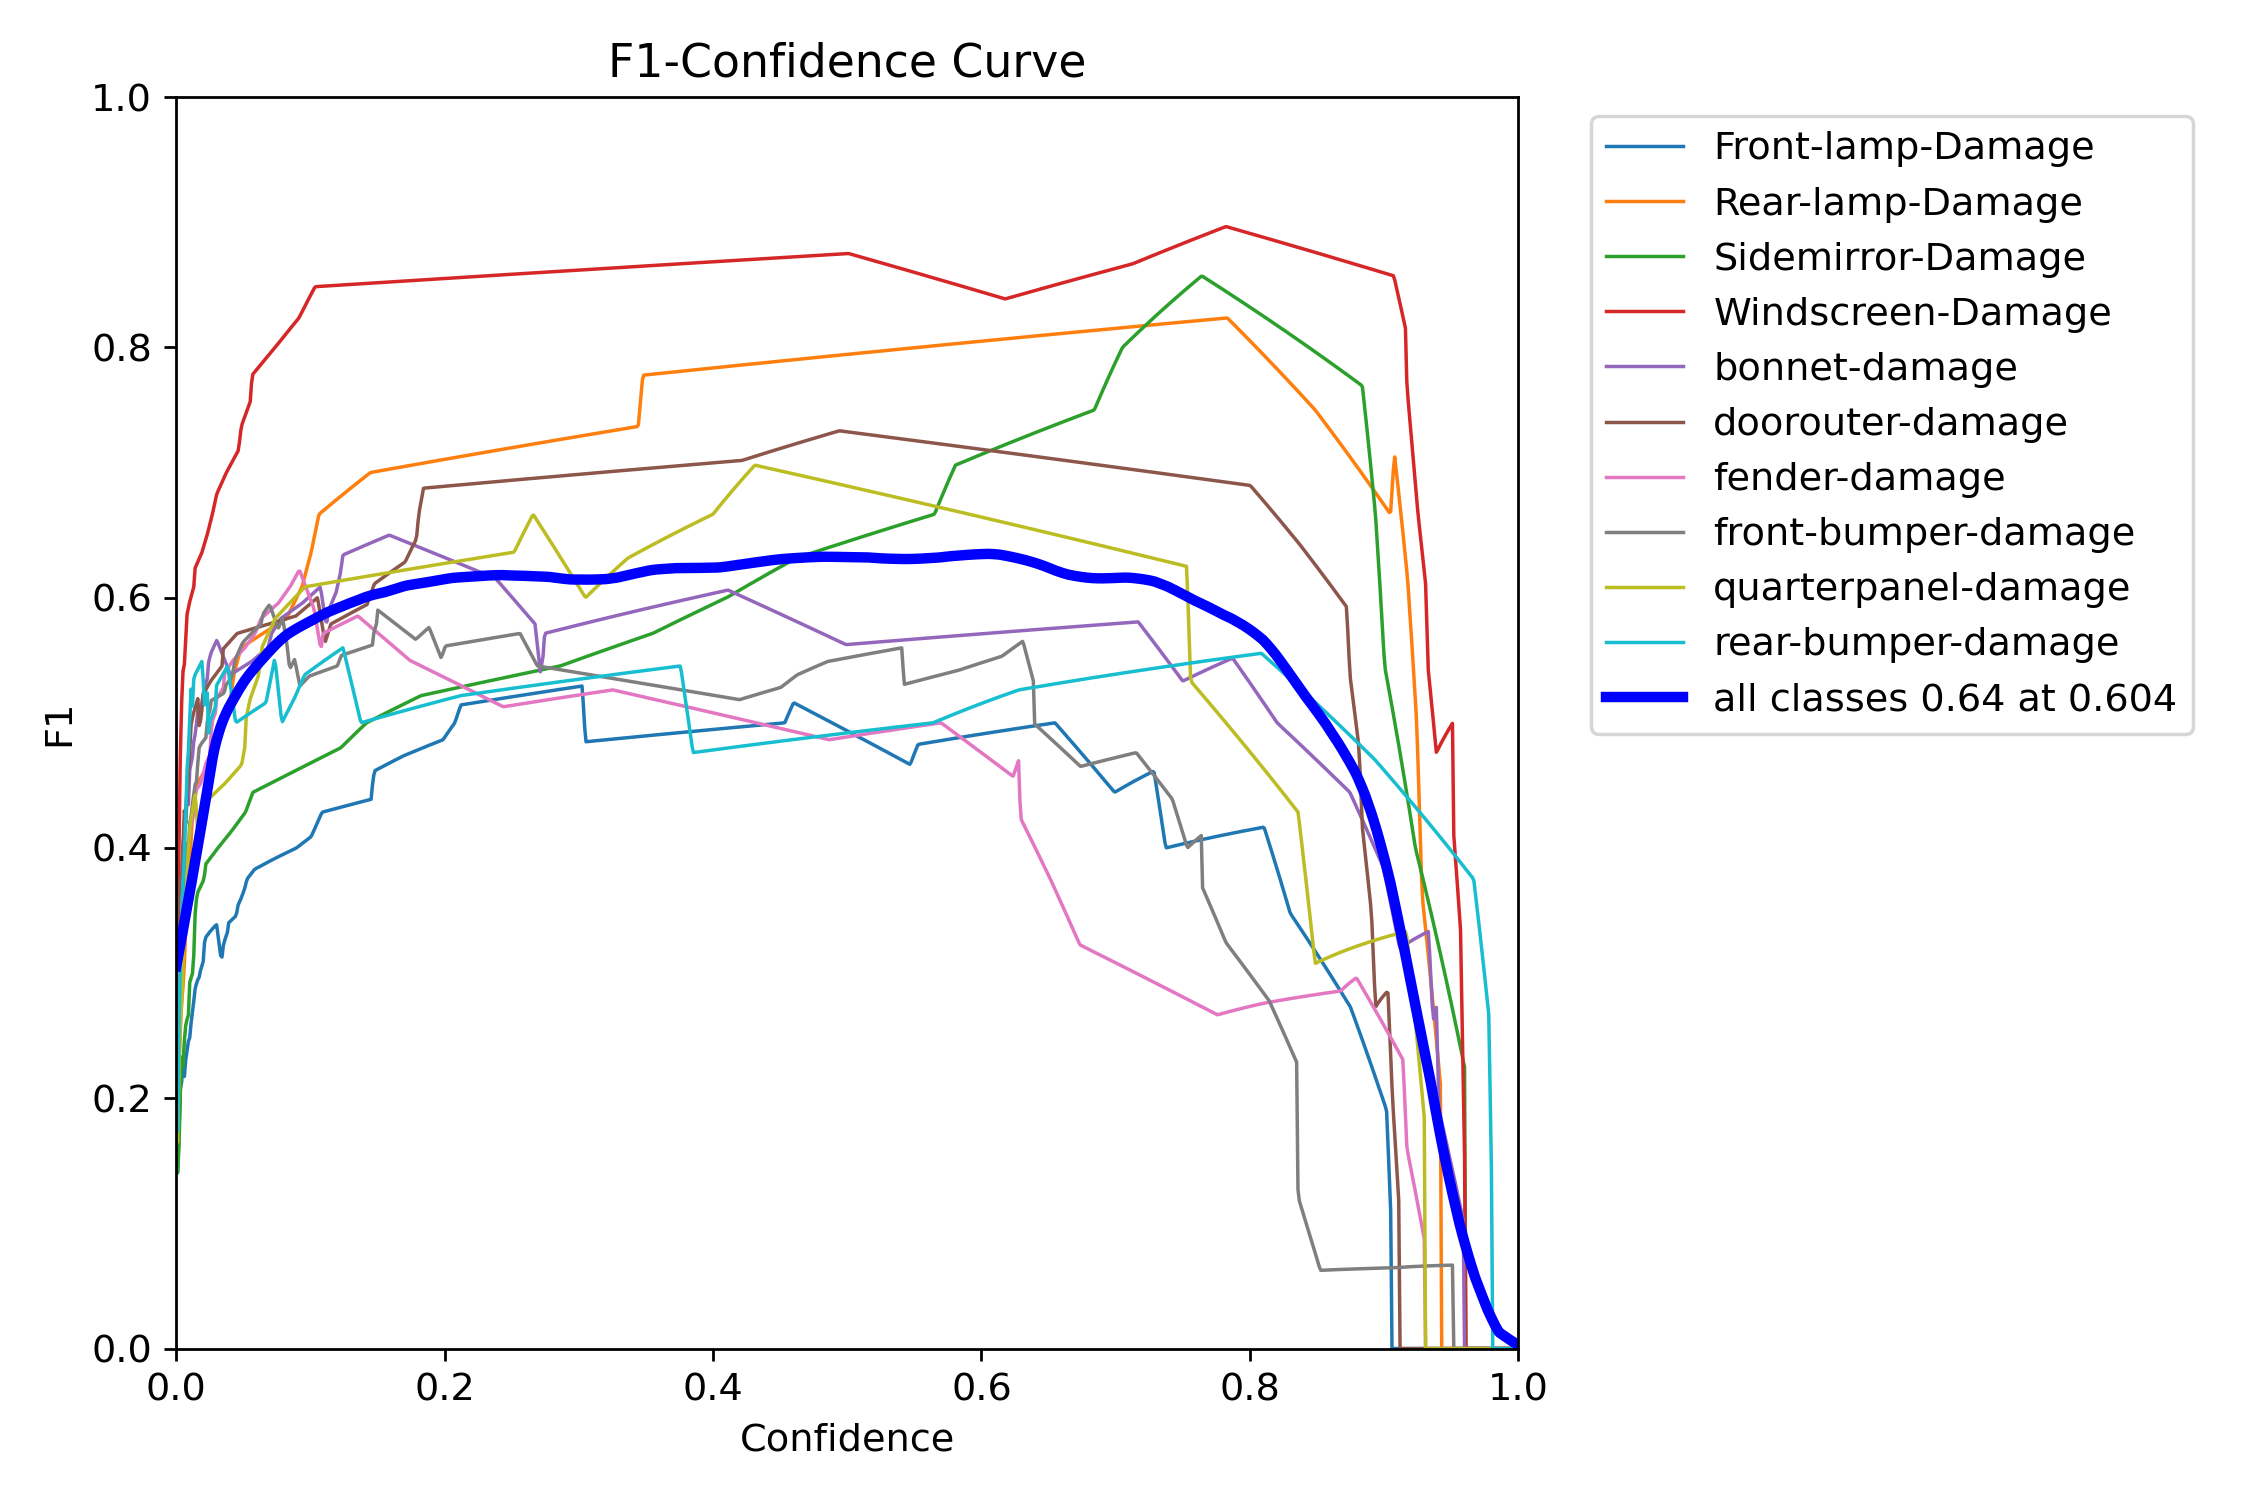 F1-Confidence Curve
1.0
0.8
0.6
0.4
0.2
0.0
F1
0.0 0.2 0.4 0.6 0.8 1.0
Confidence
Front-lamp-Damage
Rear-lamp-Damage
Sidemirror-Damage
Windscreen-Damage
bonnet-damage
doorouter-damage
fender-damage
front-bumper-damage
quarterpanel-damage
rear-bumper-damage
all classes 0.64 at 0.604